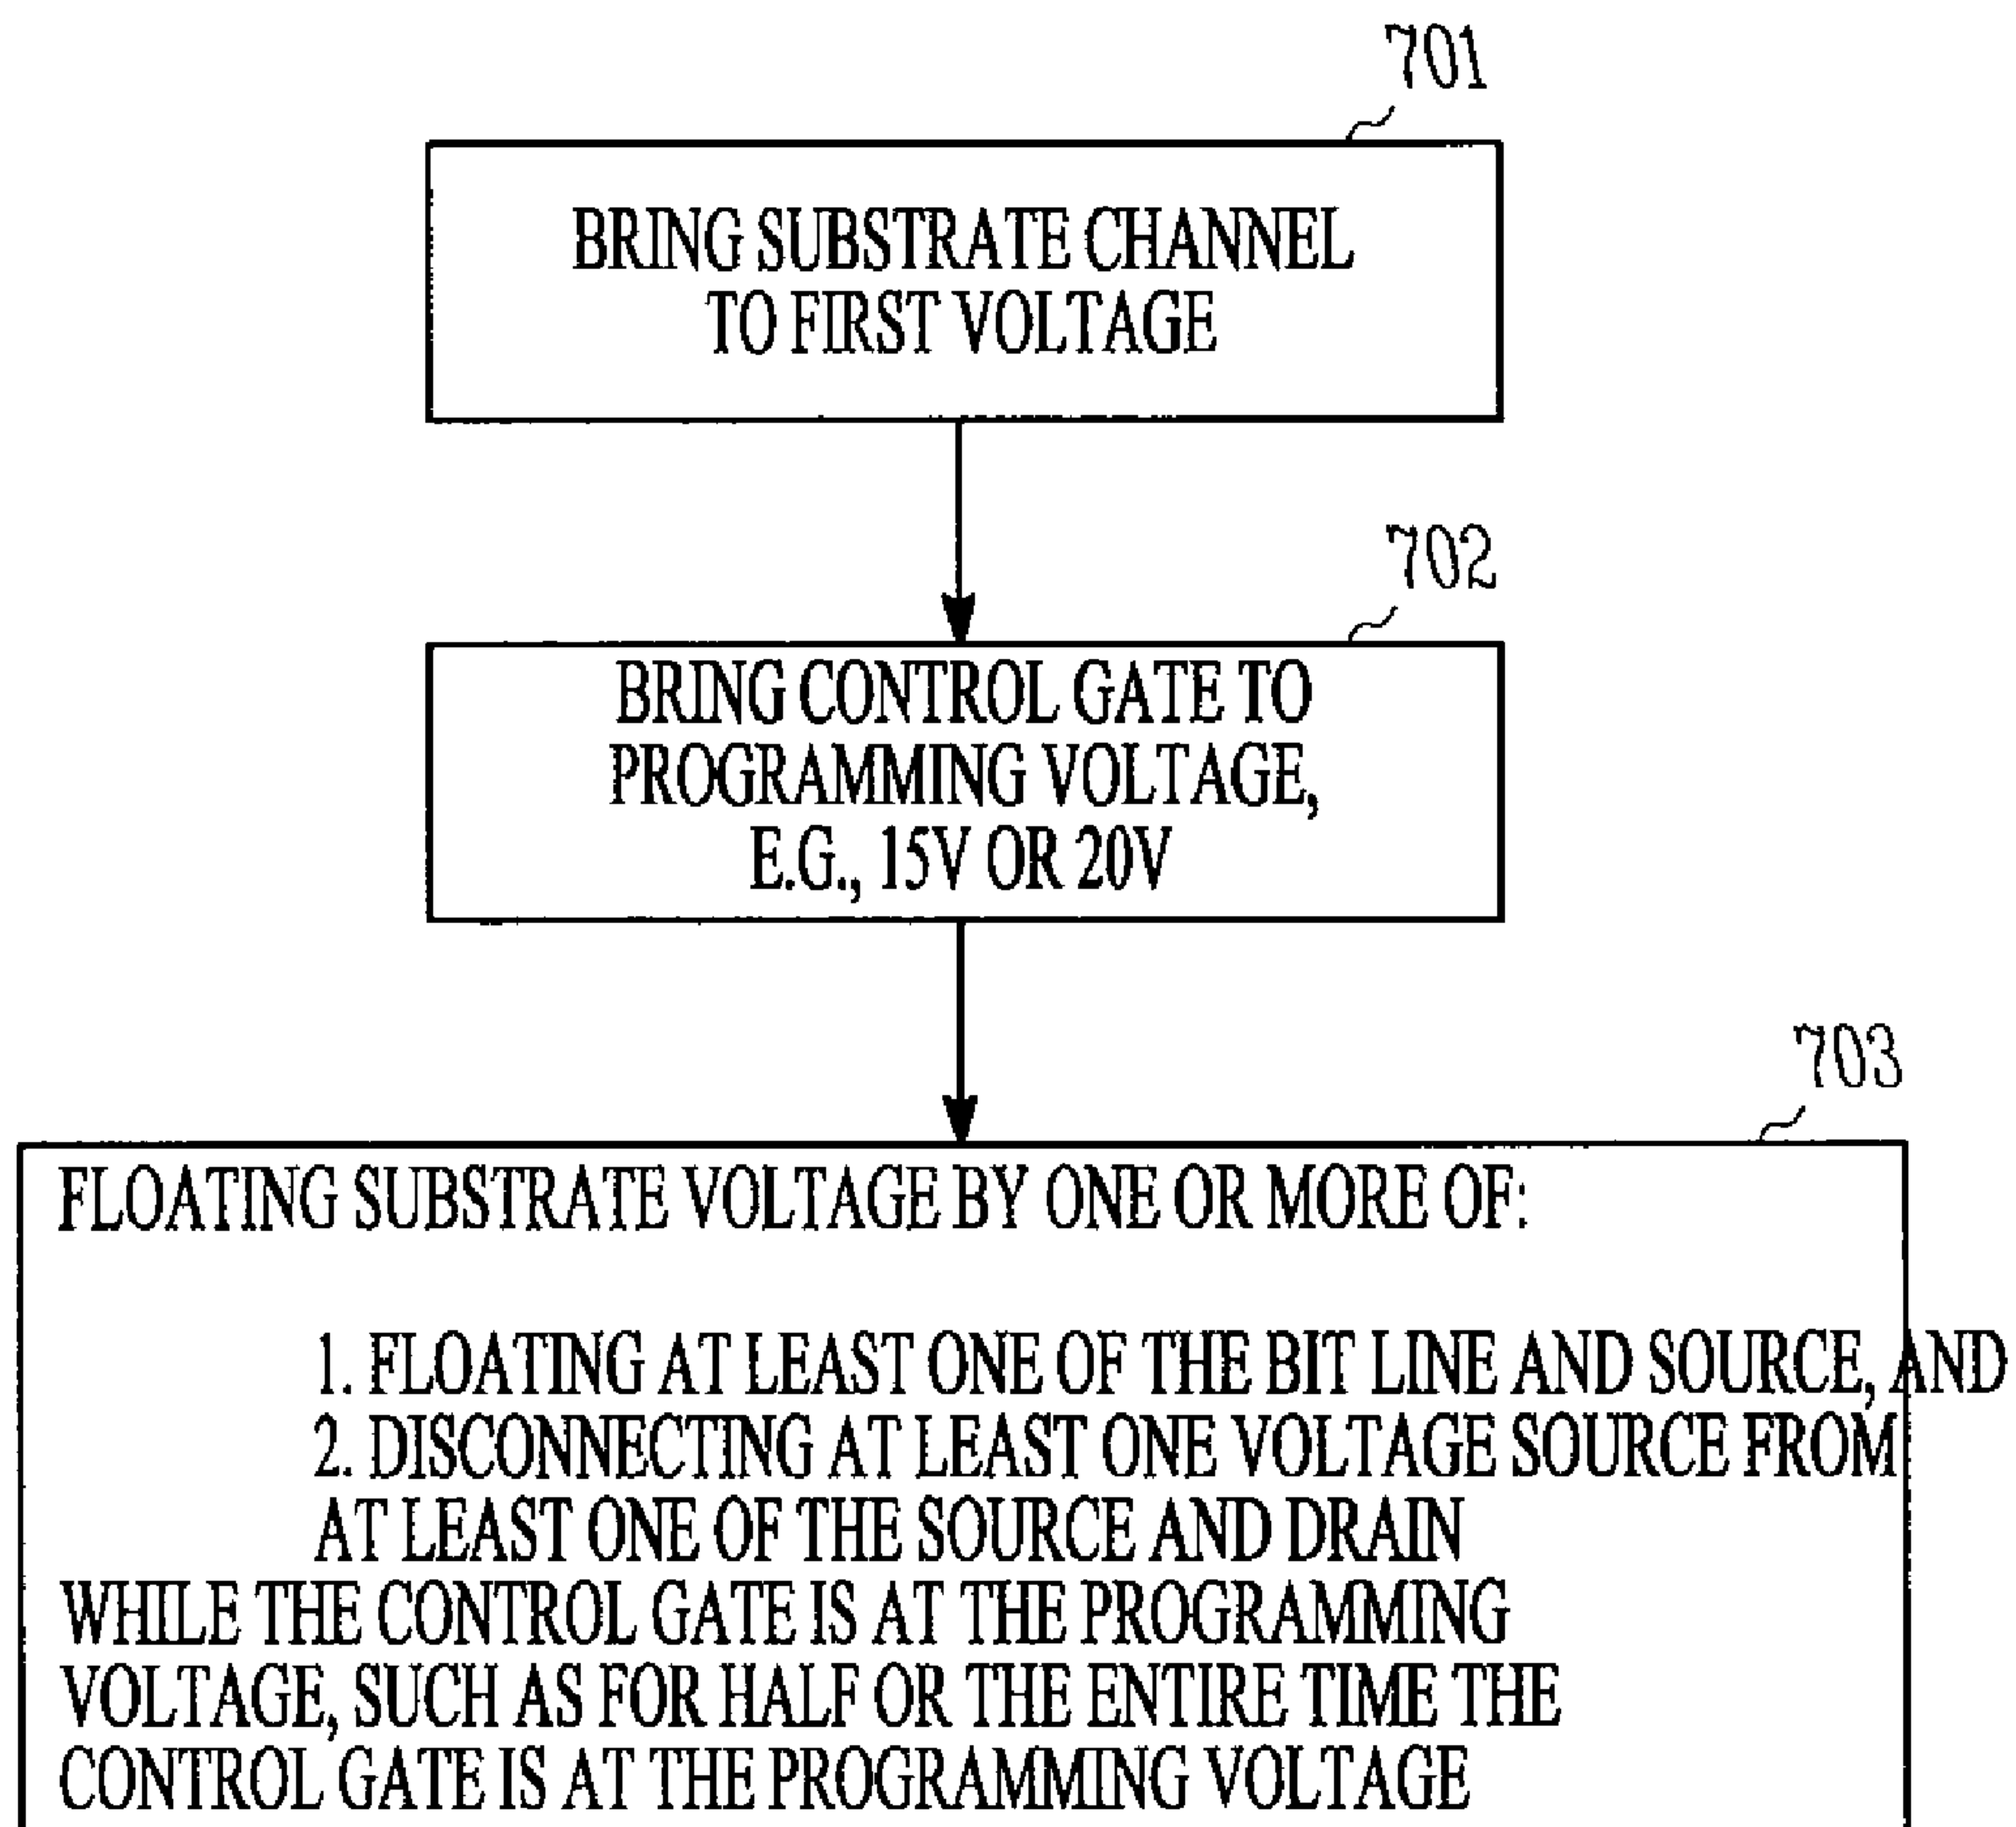 701
BRING SUBSTRATE CHANNEL
TO FIRST VOLTAGE
702
BRING CONTROL GATE TO
PROGRAMMING VOLTAGE,
E.G., 15V OR 20V
703
FLOATING SUBSTRATE VOLTAGE BY ONE OR MORE OF:
1. FLOATING AT LEAST ONE OF THE BIT LINE AND SOURCE, AND
2. DISCONNECTING AT LEAST ONE VOLTAGE SOURCE FROM
AT LEAST ONE OF THE SOURCE AND DRAIN
WHILE THE CONTROL GATE IS AT THE PROGRAMMING
VOLTAGE, SUCH AS FOR HALF OR THE ENTIRE TIME THE
CONTROL GATE IS AT THE PROGRAMMING VOLTAGE